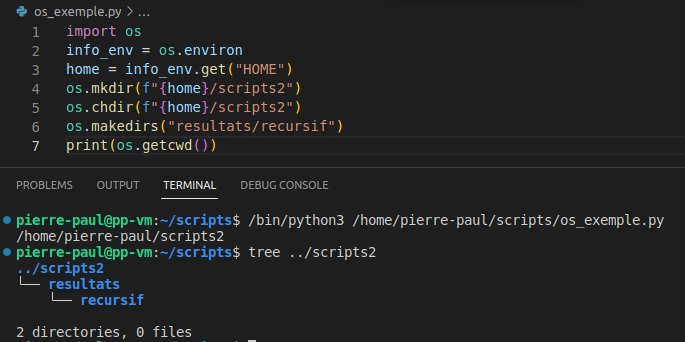 os_exemple.py > ...
1 import os
2 info_env = os.environ
3 home = info_env.get("HOME")
4 os.mkdir(f"{home}/scripts2")
5 os.chdir(f"{home}/scripts2")
6 os.makedirs("resultats/recursif")
7 print(os.getcwd())
PROBLEMS OUTPUT TERMINAL DEBUG CONSOLE
pierre-paul@pp-vm:~/scripts$ /bin/python3 /home/pierre-paul/scripts/os_exemple.py
/home/pierre-paul/scripts2
pierre-paul@pp-vm:~/scripts$ tree ../scripts2
../scripts2
└── resultats
    └── recursif
2 directories, 0 files